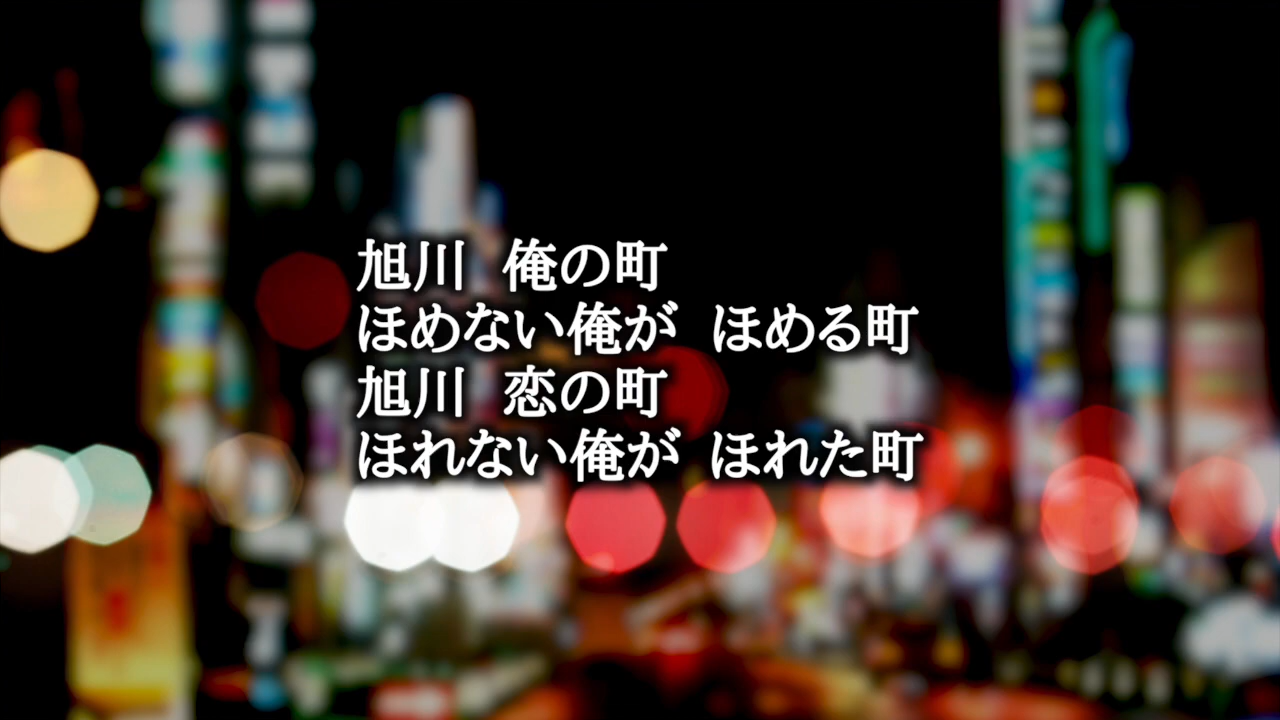 旭川　俺の町
ほめない俺が　ほめる町
旭川　恋の町
ほれない俺が　ほれた町